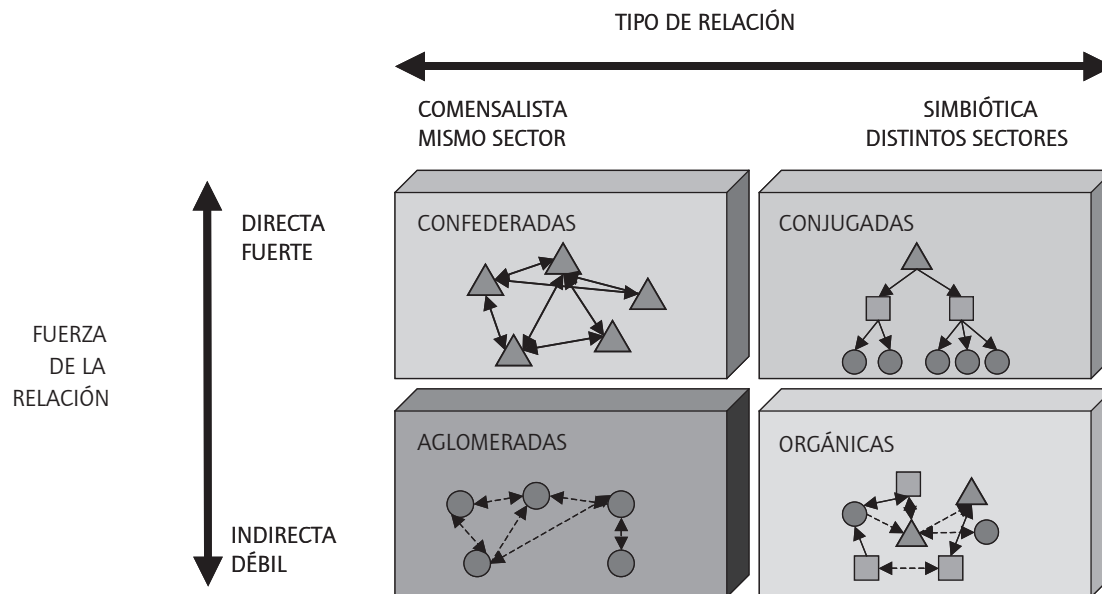 TIPO DE RELACIÓN
COMENSALISTA
MISMO SECTOR
SIMBIÓTICA
DISTINTOS SECTORES
DIRECTA
FUERTE
CONFEDERADAS
CONJUGADAS
FUERZA
DE LA
RELACIÓN
AGLOMERADAS
ORGÁNICAS
INDIRECTA
DÉBIL